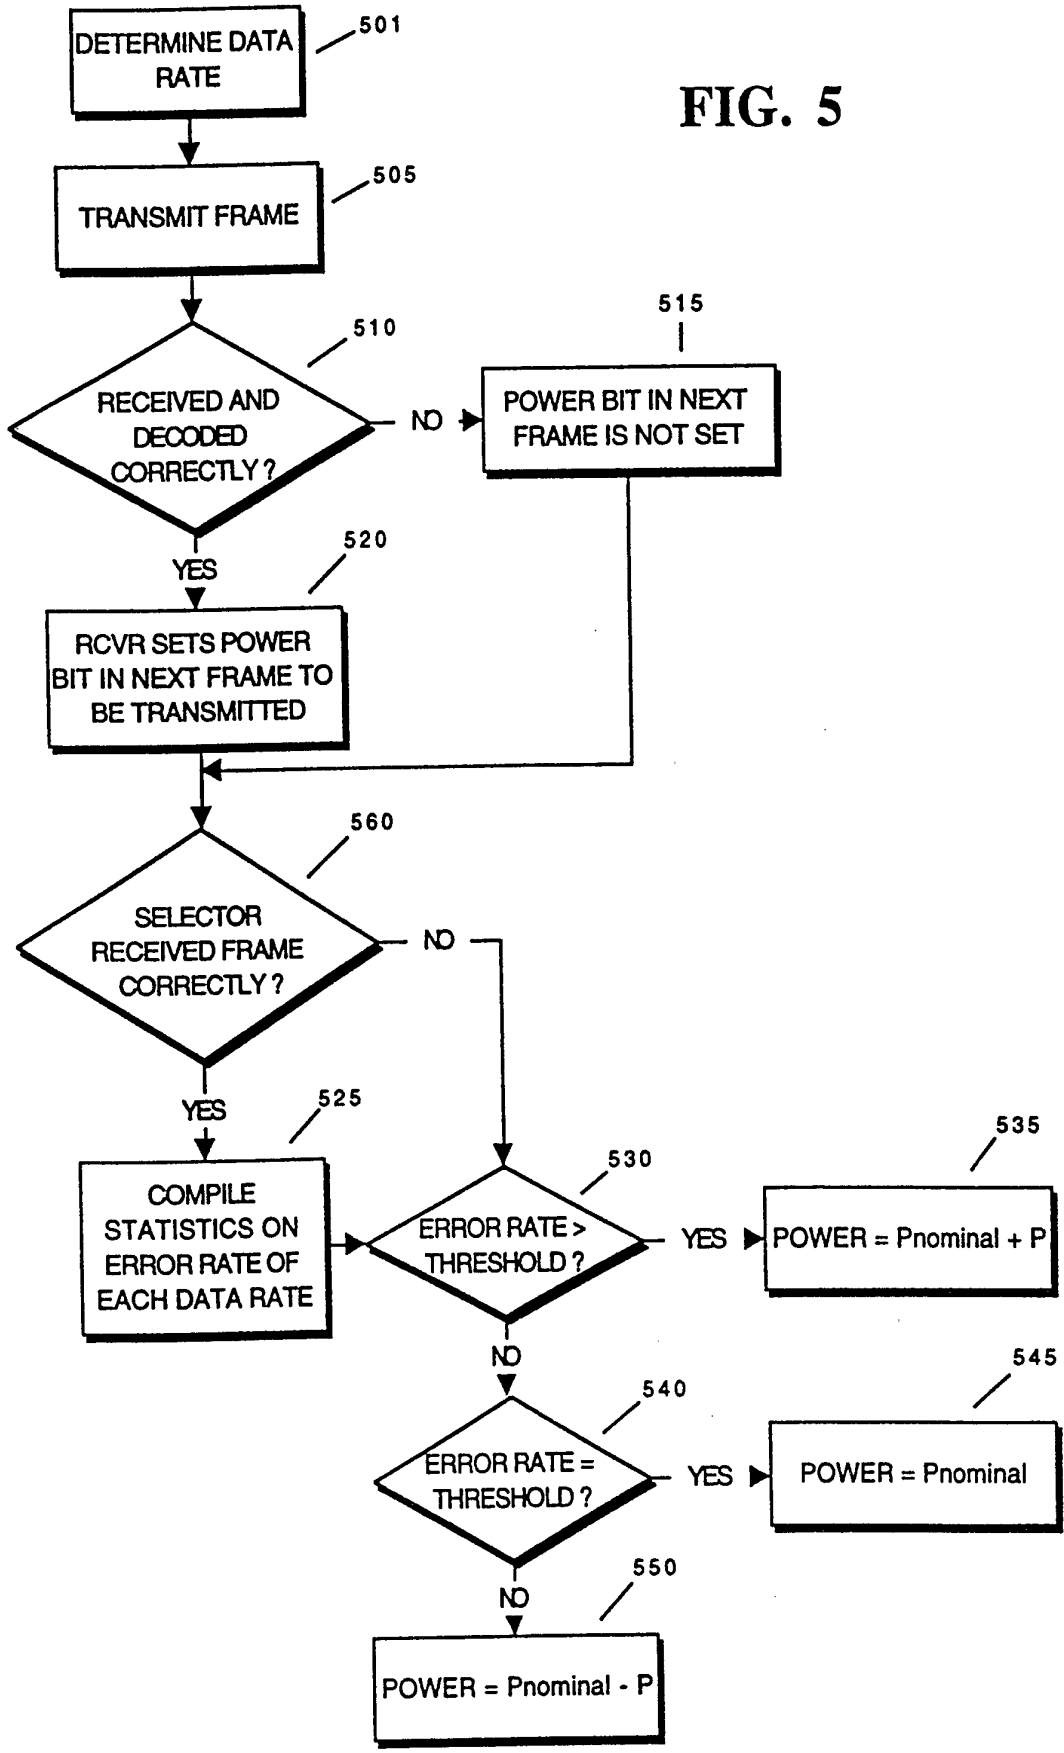 DETERMINE DATA
RATE
501
FIG. 5
TRANSMIT FRAME
505
RECEIVED AND
DECODED
CORRECTLY ?
510
NO
515
POWER BIT IN NEXT
FRAME IS NOT SET
YES
520
RCVR SETS POWER
BIT IN NEXT FRAME TO
BE TRANSMITTED
560
SELECTOR
RECEIVED FRAME
CORRECTLY ?
NO
YES
525
COMPILE
STATISTICS ON
ERROR RATE OF
EACH DATA RATE
530
ERROR RATE >
THRESHOLD ?
YES
535
POWER = Pnominal + P
NO
540
ERROR RATE =
THRESHOLD ?
YES
545
POWER = Pnominal
NO
550
POWER = Pnominal - P